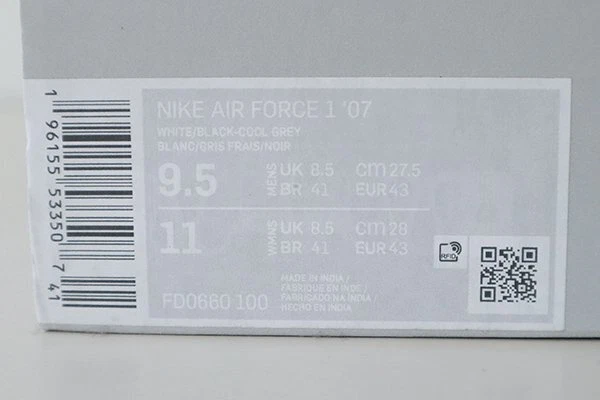 NIKE AIR FORCE 1 '07
WHITE/BLACK-COOL GREY
BLANC/GRIS FRAIS/NOIR
9.5 MENS UK 8.5 cm 27.5
BR 41 EUR 43
11 WMNS UK 8.5 cm 28
BR 41 EUR 43
RFID
MADE IN INDIA /
FABRIQUE EN INDE /
FABRICADO NA INDIA /
HECHO EN INDIA
FD0660 100
1 96155 53350 7 41